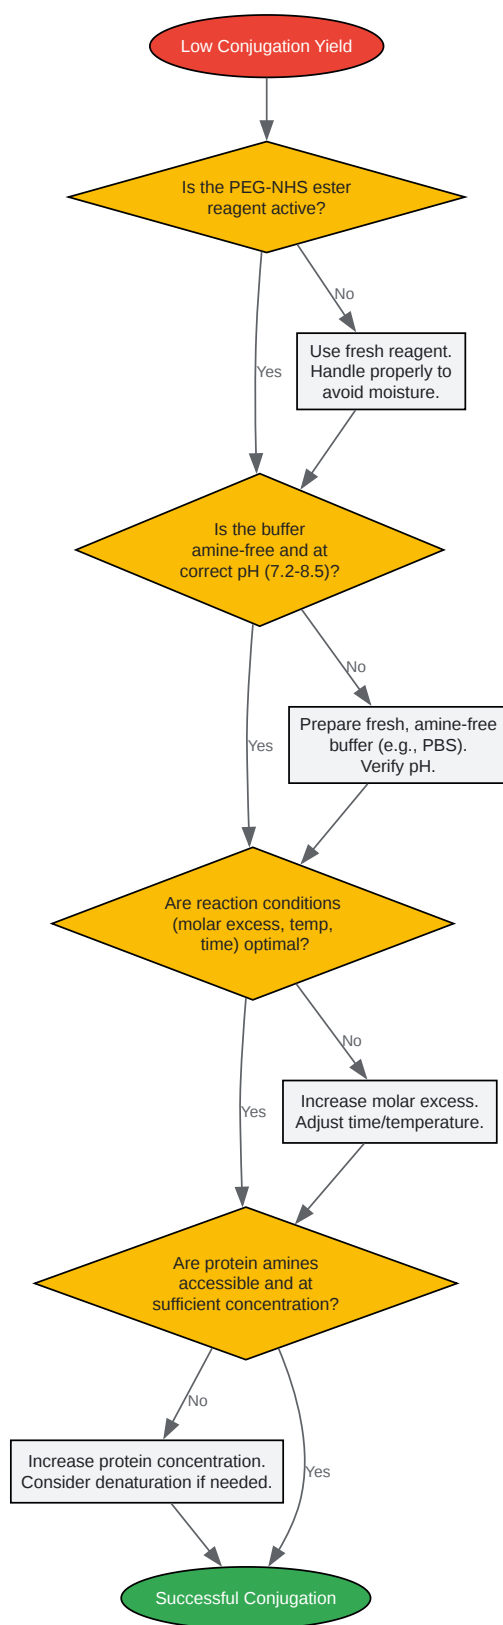 Low Conjugation Yield
Is the PEG-NHS ester
reagent active?
No
Yes
Use fresh reagent.
Handle properly to
avoid moisture.
Is the buffer
amine-free and at
correct pH (7.2-8.5)?
No
Yes
Prepare fresh, amine-free
buffer (e.g., PBS).
Verify pH.
Are reaction conditions
(molar excess, temp,
time) optimal?
No
Yes
Increase molar excess.
Adjust time/temperature.
Are protein amines
accessible and at
sufficient concentration?
No
Yes
Increase protein concentration.
Consider denaturation if needed.
Successful Conjugation